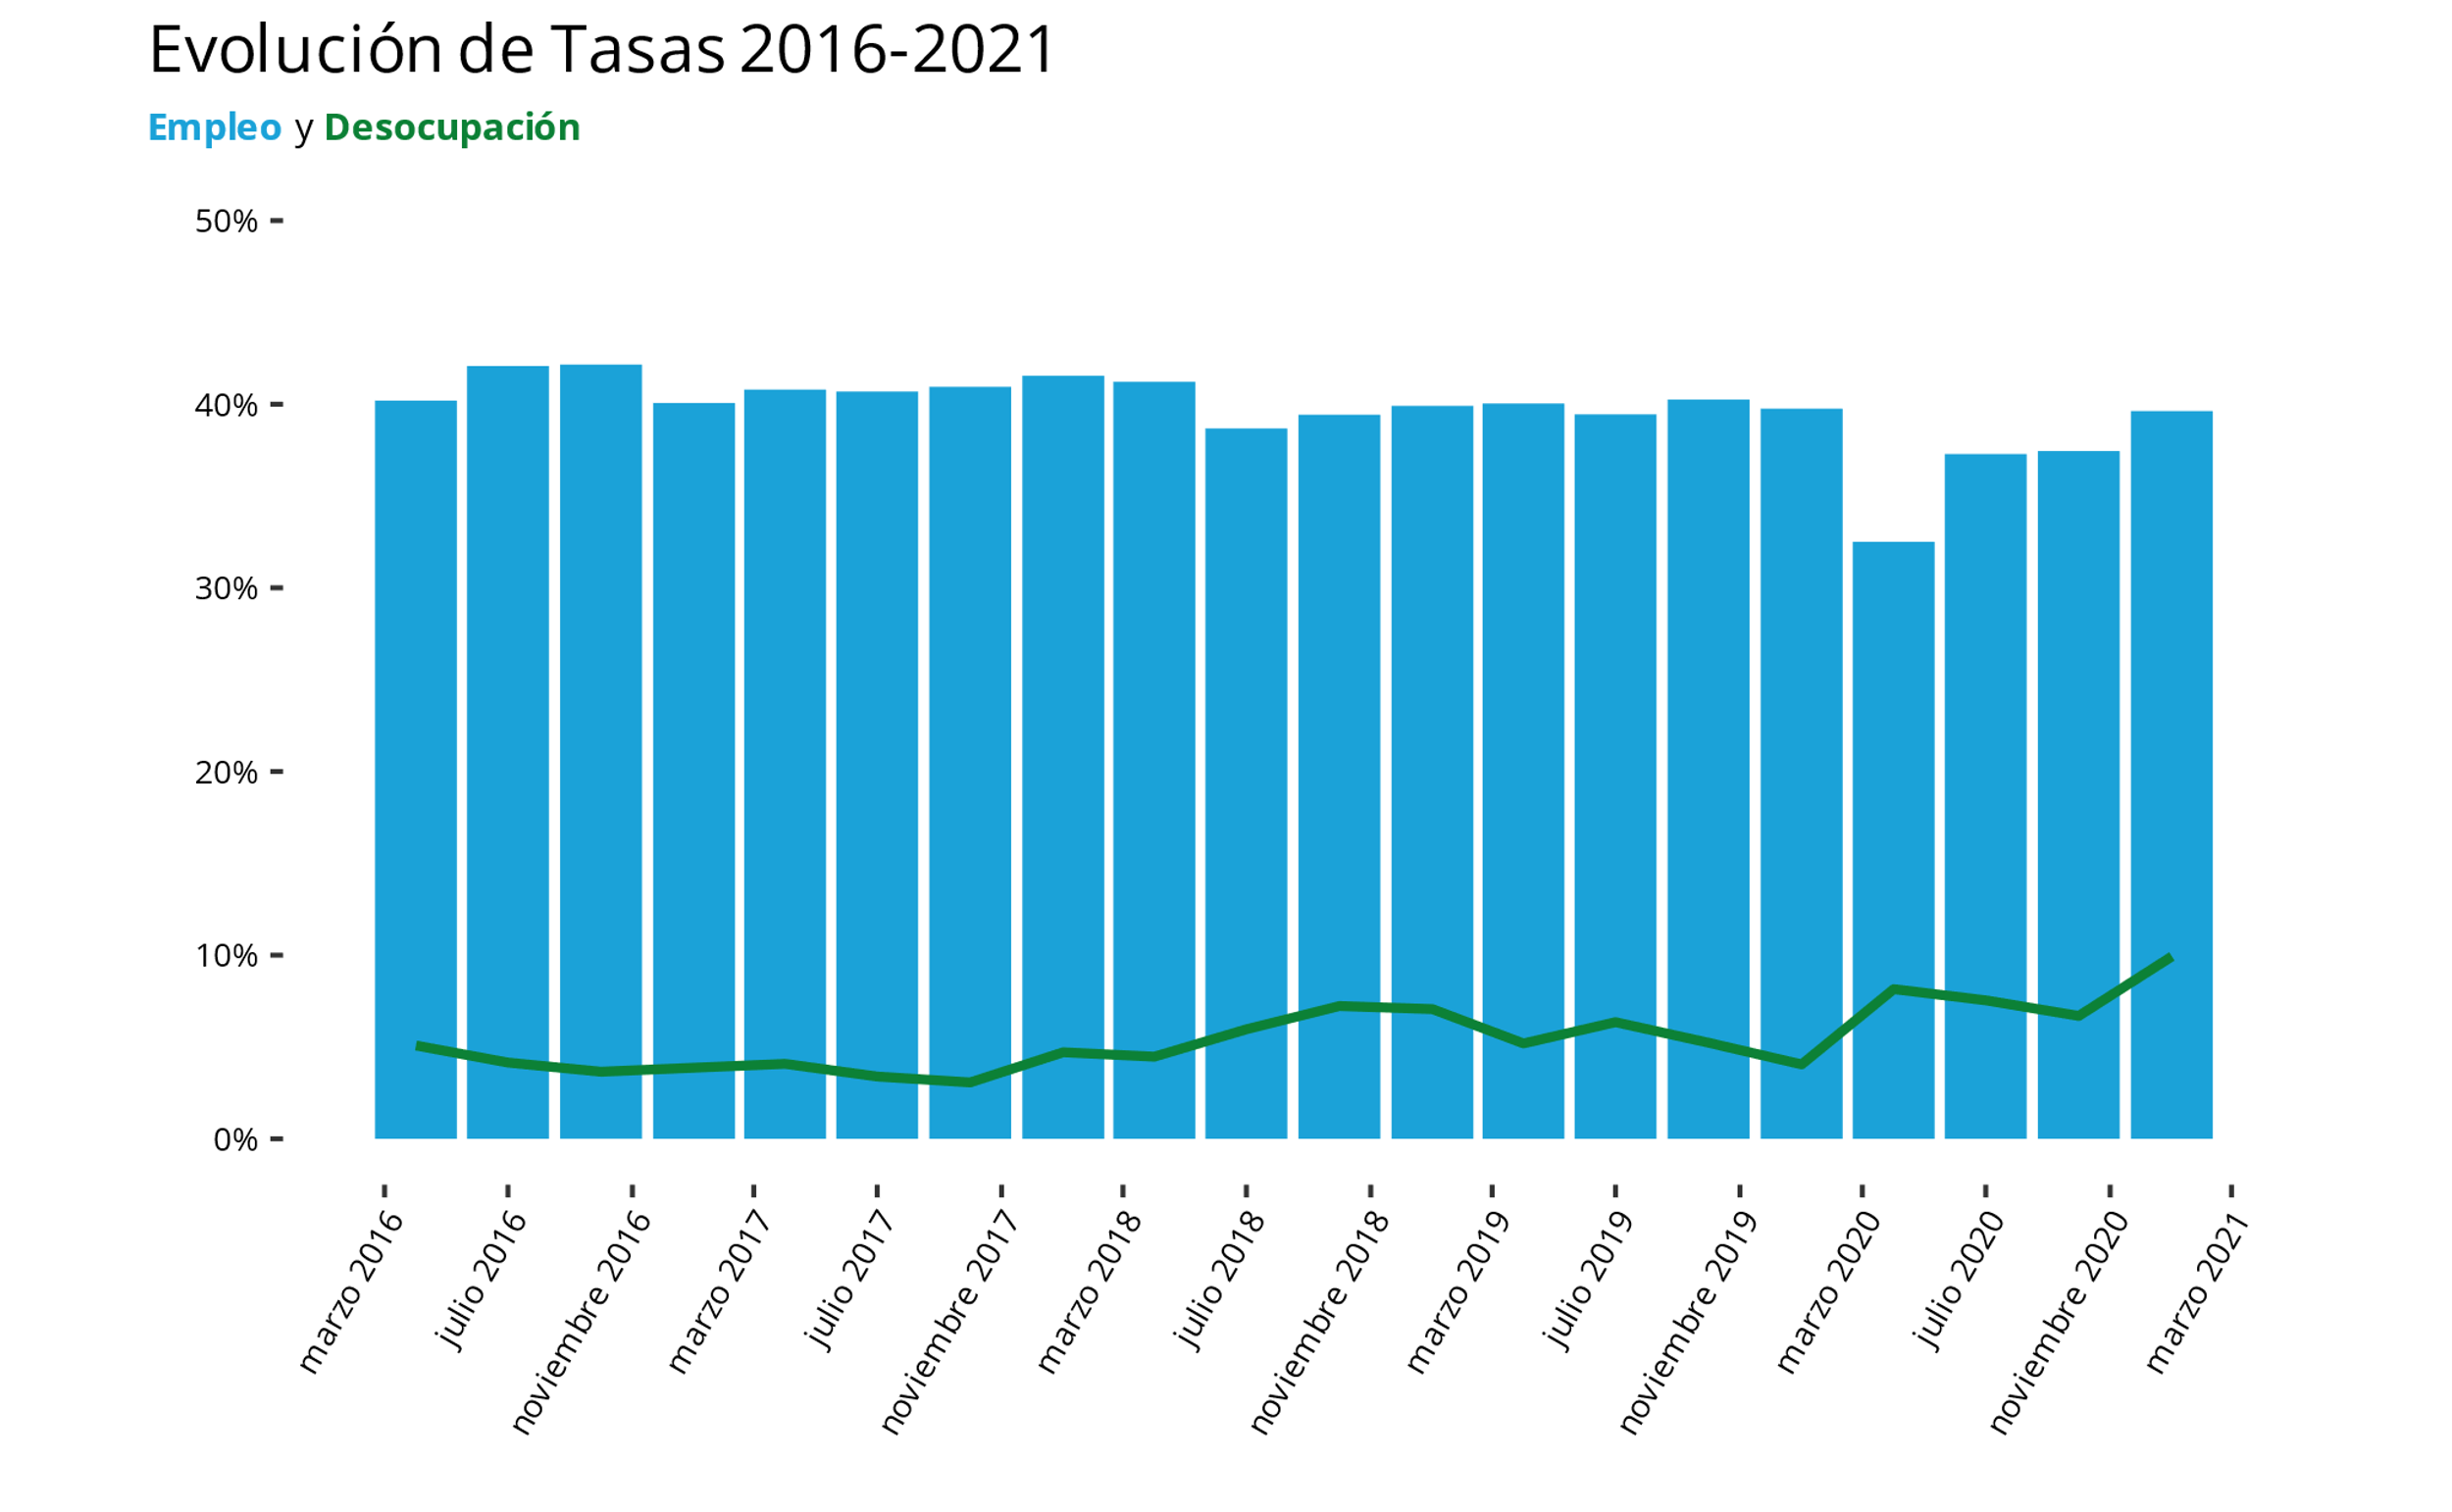 Evolución de Tasas 2016-2021
Empleo y Desocupación
50%
40%
30%
20%
10%
0%
marzo 2016
julio 2016
noviembre 2016
marzo 2017
julio 2017
noviembre 2017
marzo 2018
julio 2018
noviembre 2018
marzo 2019
julio 2019
noviembre 2019
marzo 2020
julio 2020
noviembre 2020
marzo 2021